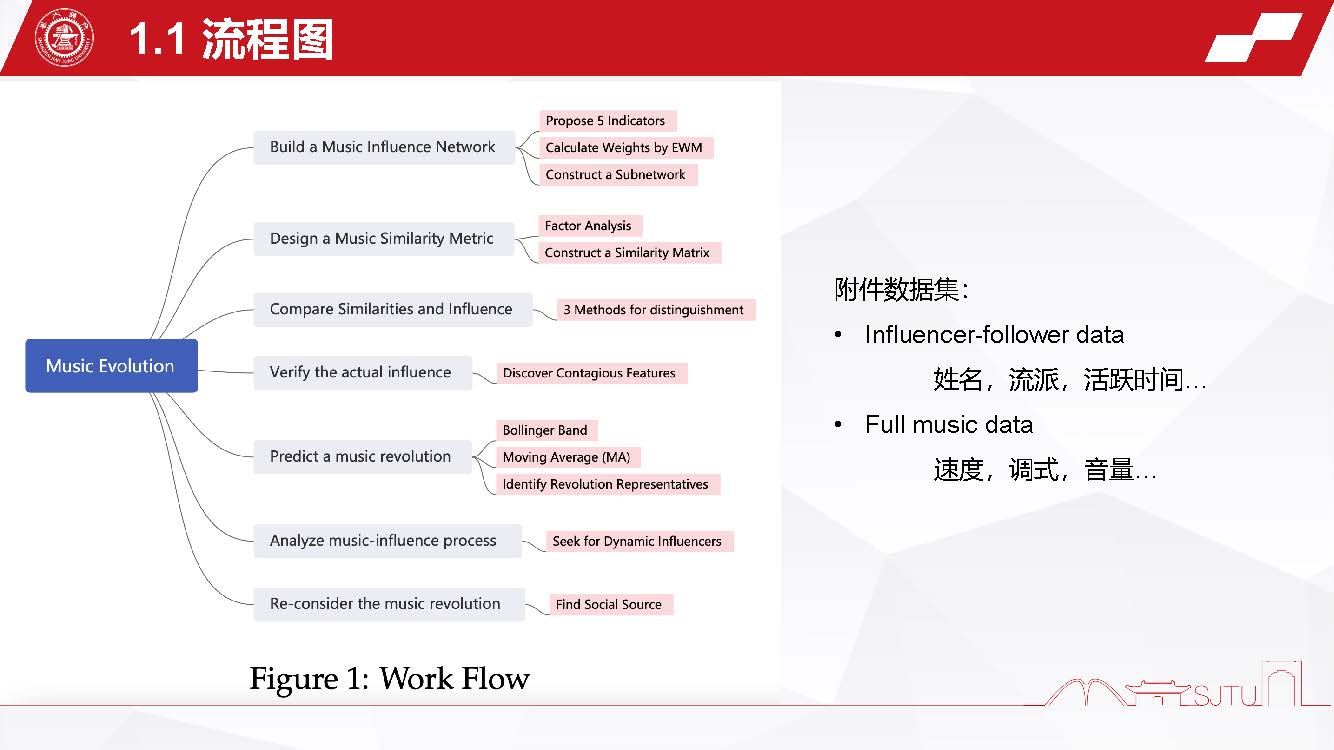 1.1 流程图
Music Evolution
Build a Music Influence Network
Propose 5 Indicators
Calculate Weights by EWM
Construct a Subnetwork
Design a Music Similarity Metric
Factor Analysis
Construct a Similarity Matrix
Compare Similarities and Influence
3 Methods for distinguishment
Verify the actual influence
Discover Contagious Features
Predict a music revolution
Bollinger Band
Moving Average (MA)
Identify Revolution Representatives
Analyze music-influence process
Seek for Dynamic Influencers
Re-consider the music revolution
Find Social Source
Figure 1: Work Flow
附件数据集：
• Influencer-follower data
姓名，流派，活跃时间…
• Full music data
速度，调式，音量…
SJTU